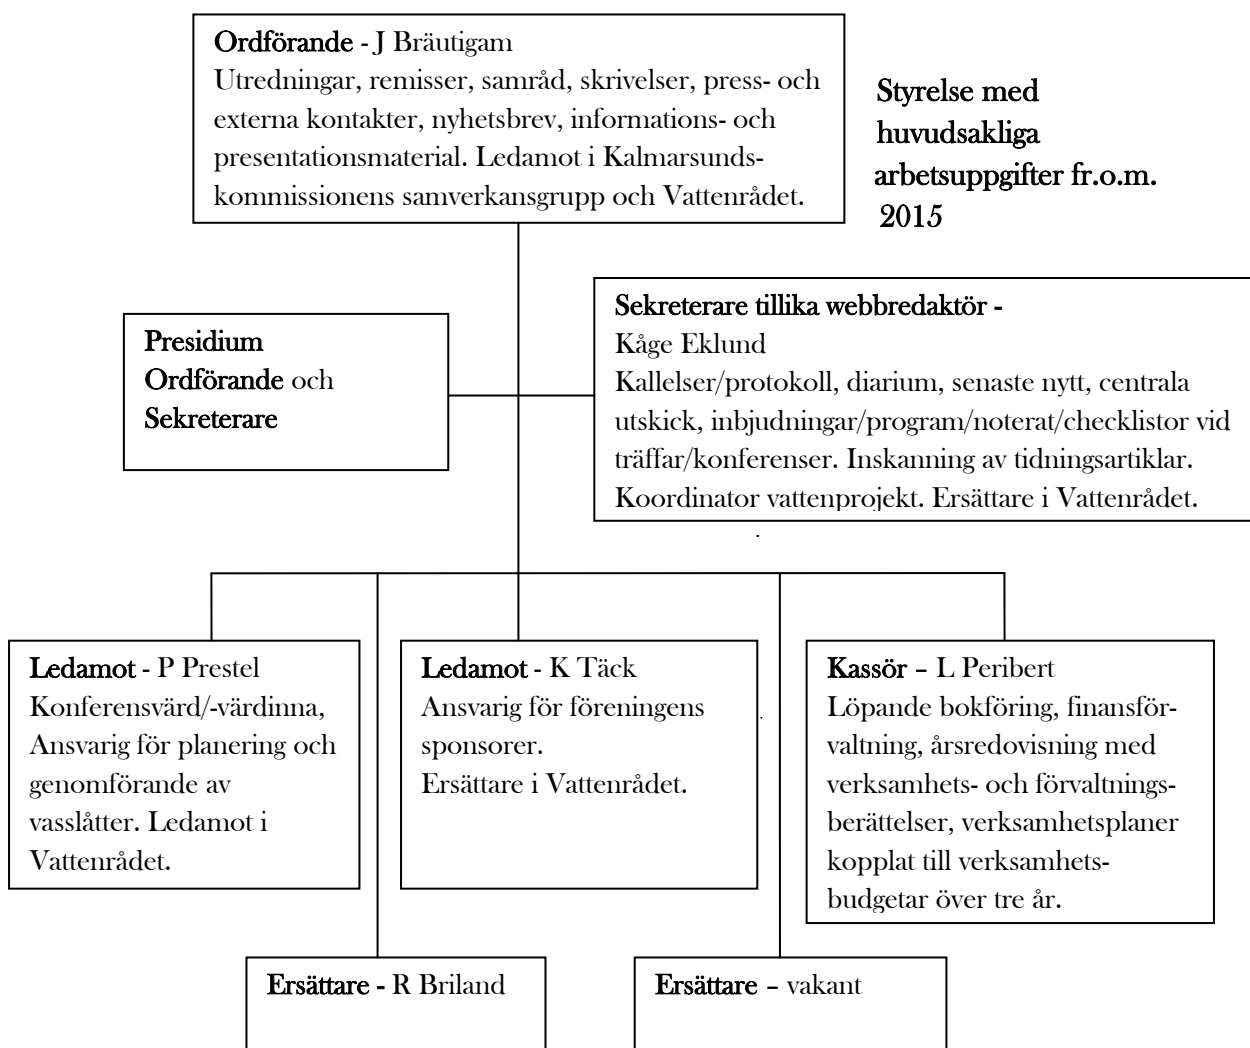 Ordförande - J Bräutigam
Utredningar, remisser, samråd, skrivelser, press- och
externa kontakter, nyhetsbrev, informations- och
presentationsmaterial. Ledamot i Kalmarsunds-
kommissionens samverkansgrupp och Vattenrådet.
Styrelse med
huvudsakliga
arbetsuppgifter fr.o.m.
2015
Presidium
Ordförande och
Sekreterare
Sekreterare tillika webbredaktör -
Kåge Eklund
Kallelser/protokoll, diarium, senaste nytt, centrala
utskick, inbjudningar/program/noterat/checklistor vid
träffar/konferenser. Inskanning av tidningsartiklar.
Koordinator vattenprojekt. Ersättare i Vattenrådet.
Ledamot - P Prestel
Konferensvärd/-värdinna,
Ansvarig för planering och
genomförande av
vasslåtter. Ledamot i
Vattenrådet.
Ledamot - K Täck
Ansvarig för föreningens
sponsorer.
Ersättare i Vattenrådet.
Kassör – L Peribert
Löpande bokföring, finansför-
valtning, årsredovisning med
verksamhets- och förvaltnings-
berättelser, verksamhetsplaner
kopplat till verksamhets-
budgetar över tre år.
Ersättare - R Briland
Ersättare – vakant